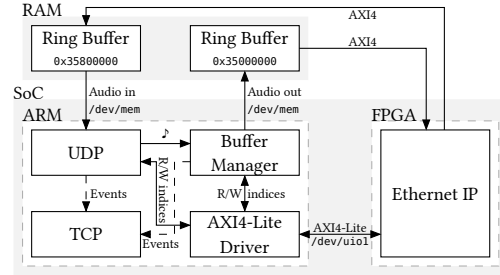 RAM
AXI4
Ring Buffer
0x35800000
Ring Buffer
0x35000000
AXI4
Audio in
/dev/mem
Audio out
/dev/mem
SoC
ARM
FPGA
UDP
♪
Buffer
Manager
R/W indices
Events
R/W indices
Ethernet IP
TCP
Events
AXI4-Lite
Driver
AXI4-Lite
/dev/uio1